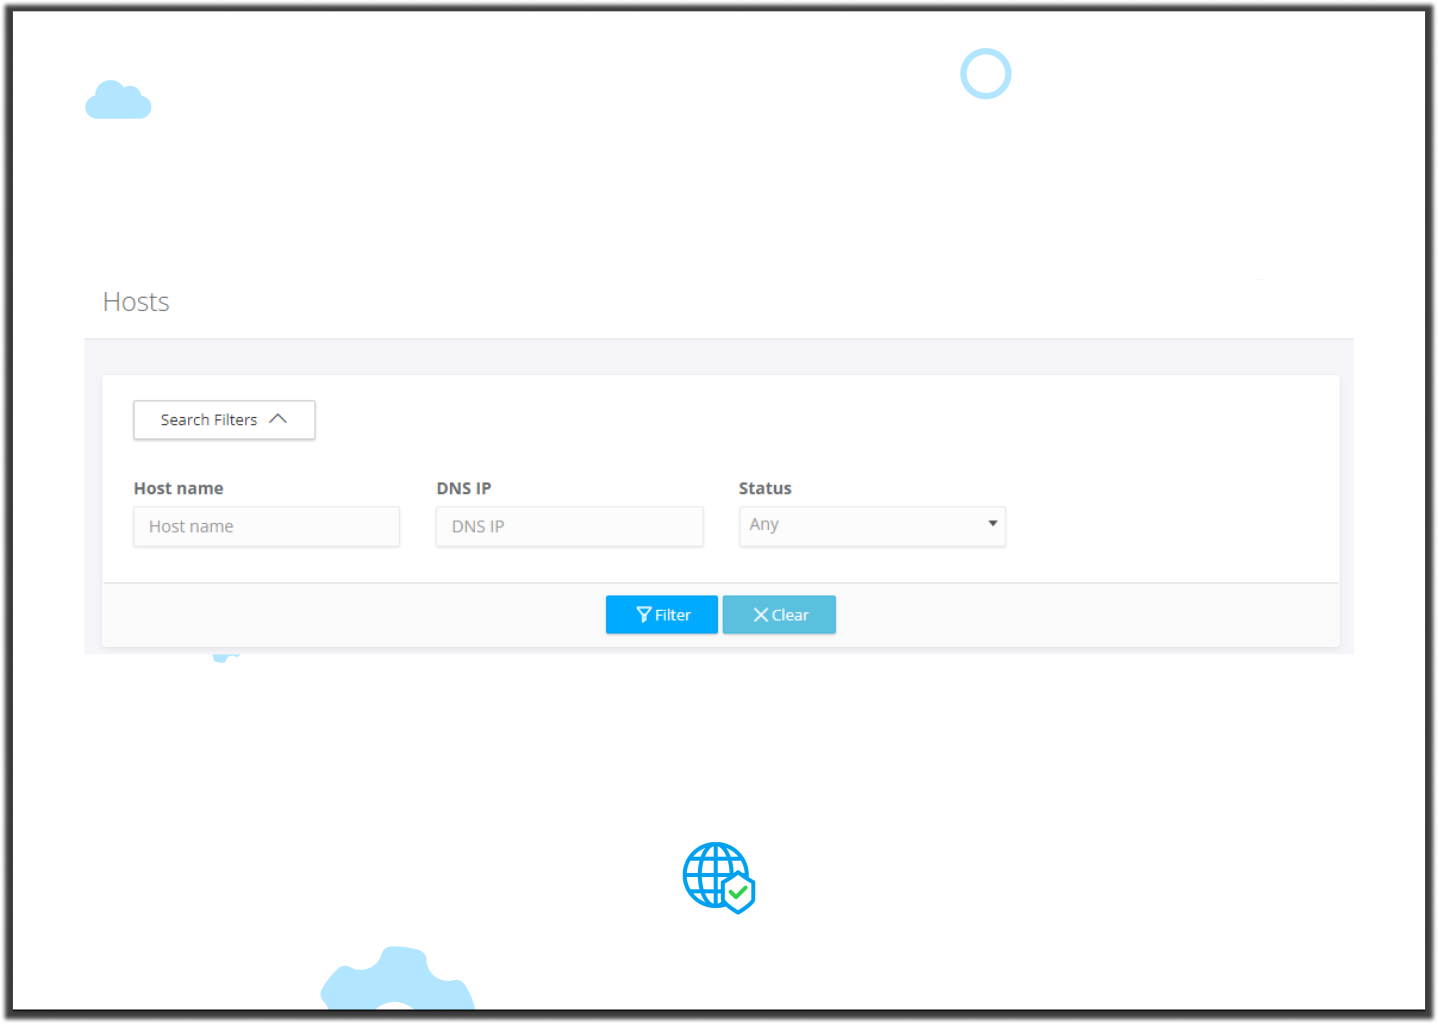 Hosts
Search Filters
Host name DNS IP Status
Host name DNS IP Any
Filter Clear